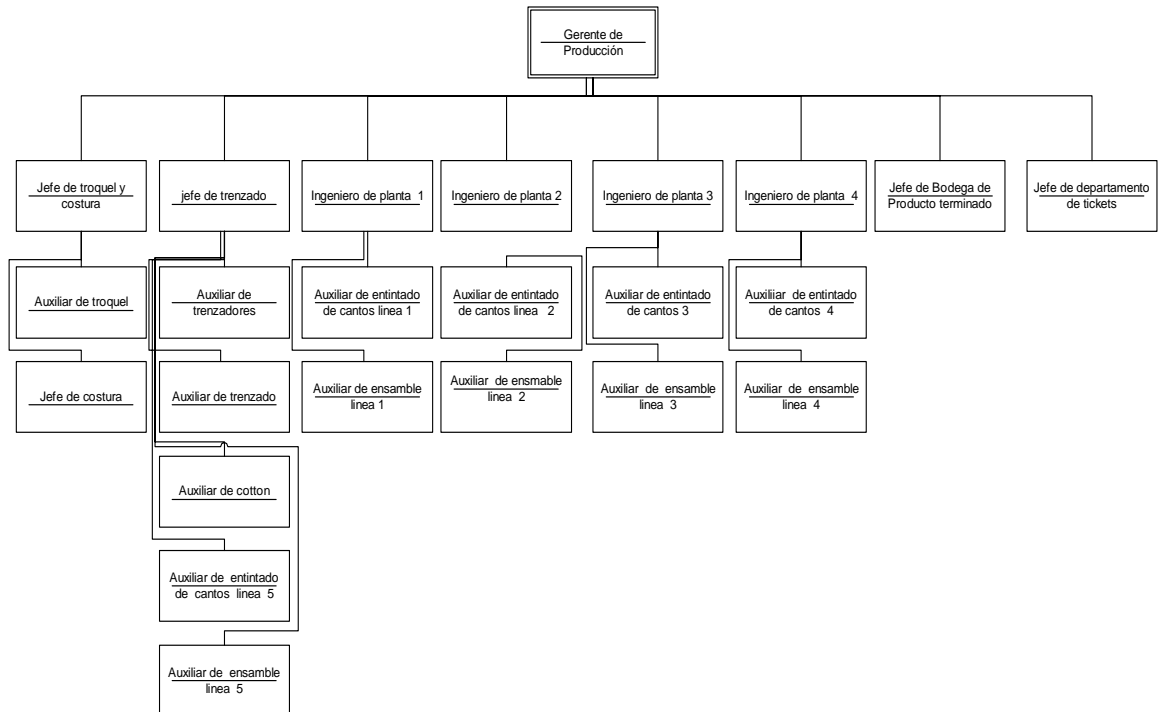 Gerente de
Producción
Jefe de troquel y
costura
jefe de trenzado
Ingeniero de planta 1
Ingeniero de planta 2
Ingeniero de planta 3
Ingeniero de planta 4
Jefe de Bodega de
Producto terminado
Jefe de departamento
de tickets
Auxiliar de troquel
Auxiliar de
trenzadores
Auxiliar de entintado
de cantos linea 1
Auxiliar de entintado
de cantos linea 2
Auxiliar de entintado
de cantos 3
Auxiliiar de entintado
de cantos 4
Jefe de costura
Auxiliar de trenzado
Auxiliar de ensamble
linea 1
Auxiliar de ensmable
linea 2
Auxiliar de ensamble
linea 3
Auxiliar de ensamble
linea 4
Auxiliar de cotton
Auxiliar de entintado
de cantos linea 5
Auxiliar de ensamble
linea 5